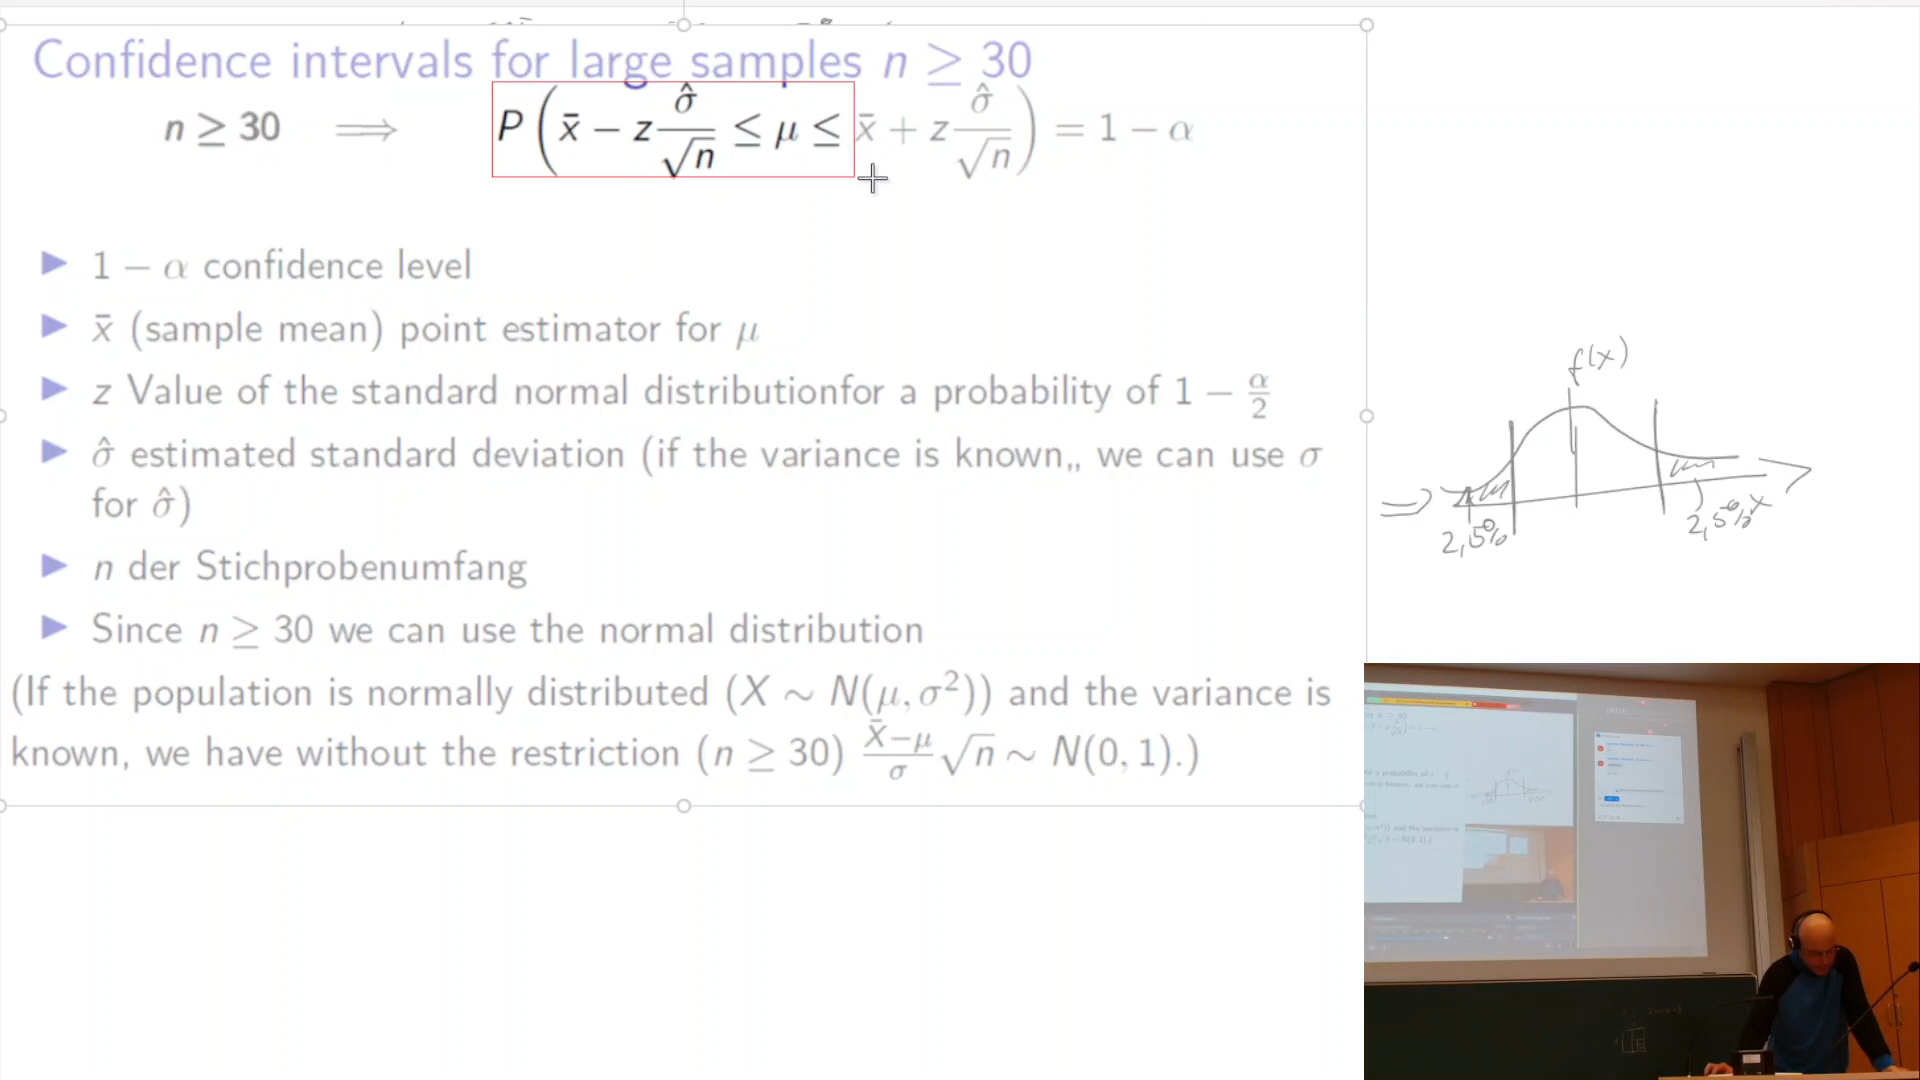 Confidence intervals for large samples n ≥ 30
n ≥ 30 ⟹ P(x̄ − z σ̂/√n ≤ μ ≤ x̄ + z σ̂/√n) = 1 − α
1 − α confidence level
x̄ (sample mean) point estimator for μ
z Value of the standard normal distributionfor a probability of 1 − α/2
σ̂ estimated standard deviation (if the variance is known,, we can use σ
for σ̂)
n der Stichprobenumfang
Since n ≥ 30 we can use the normal distribution
(If the population is normally distributed (X ∼ N(μ, σ²)) and the variance is
known, we have without the restriction (n ≥ 30) X̄−μ/σ √n ∼ N(0, 1).)
f(x)
⇒
2,5% 2,5% x